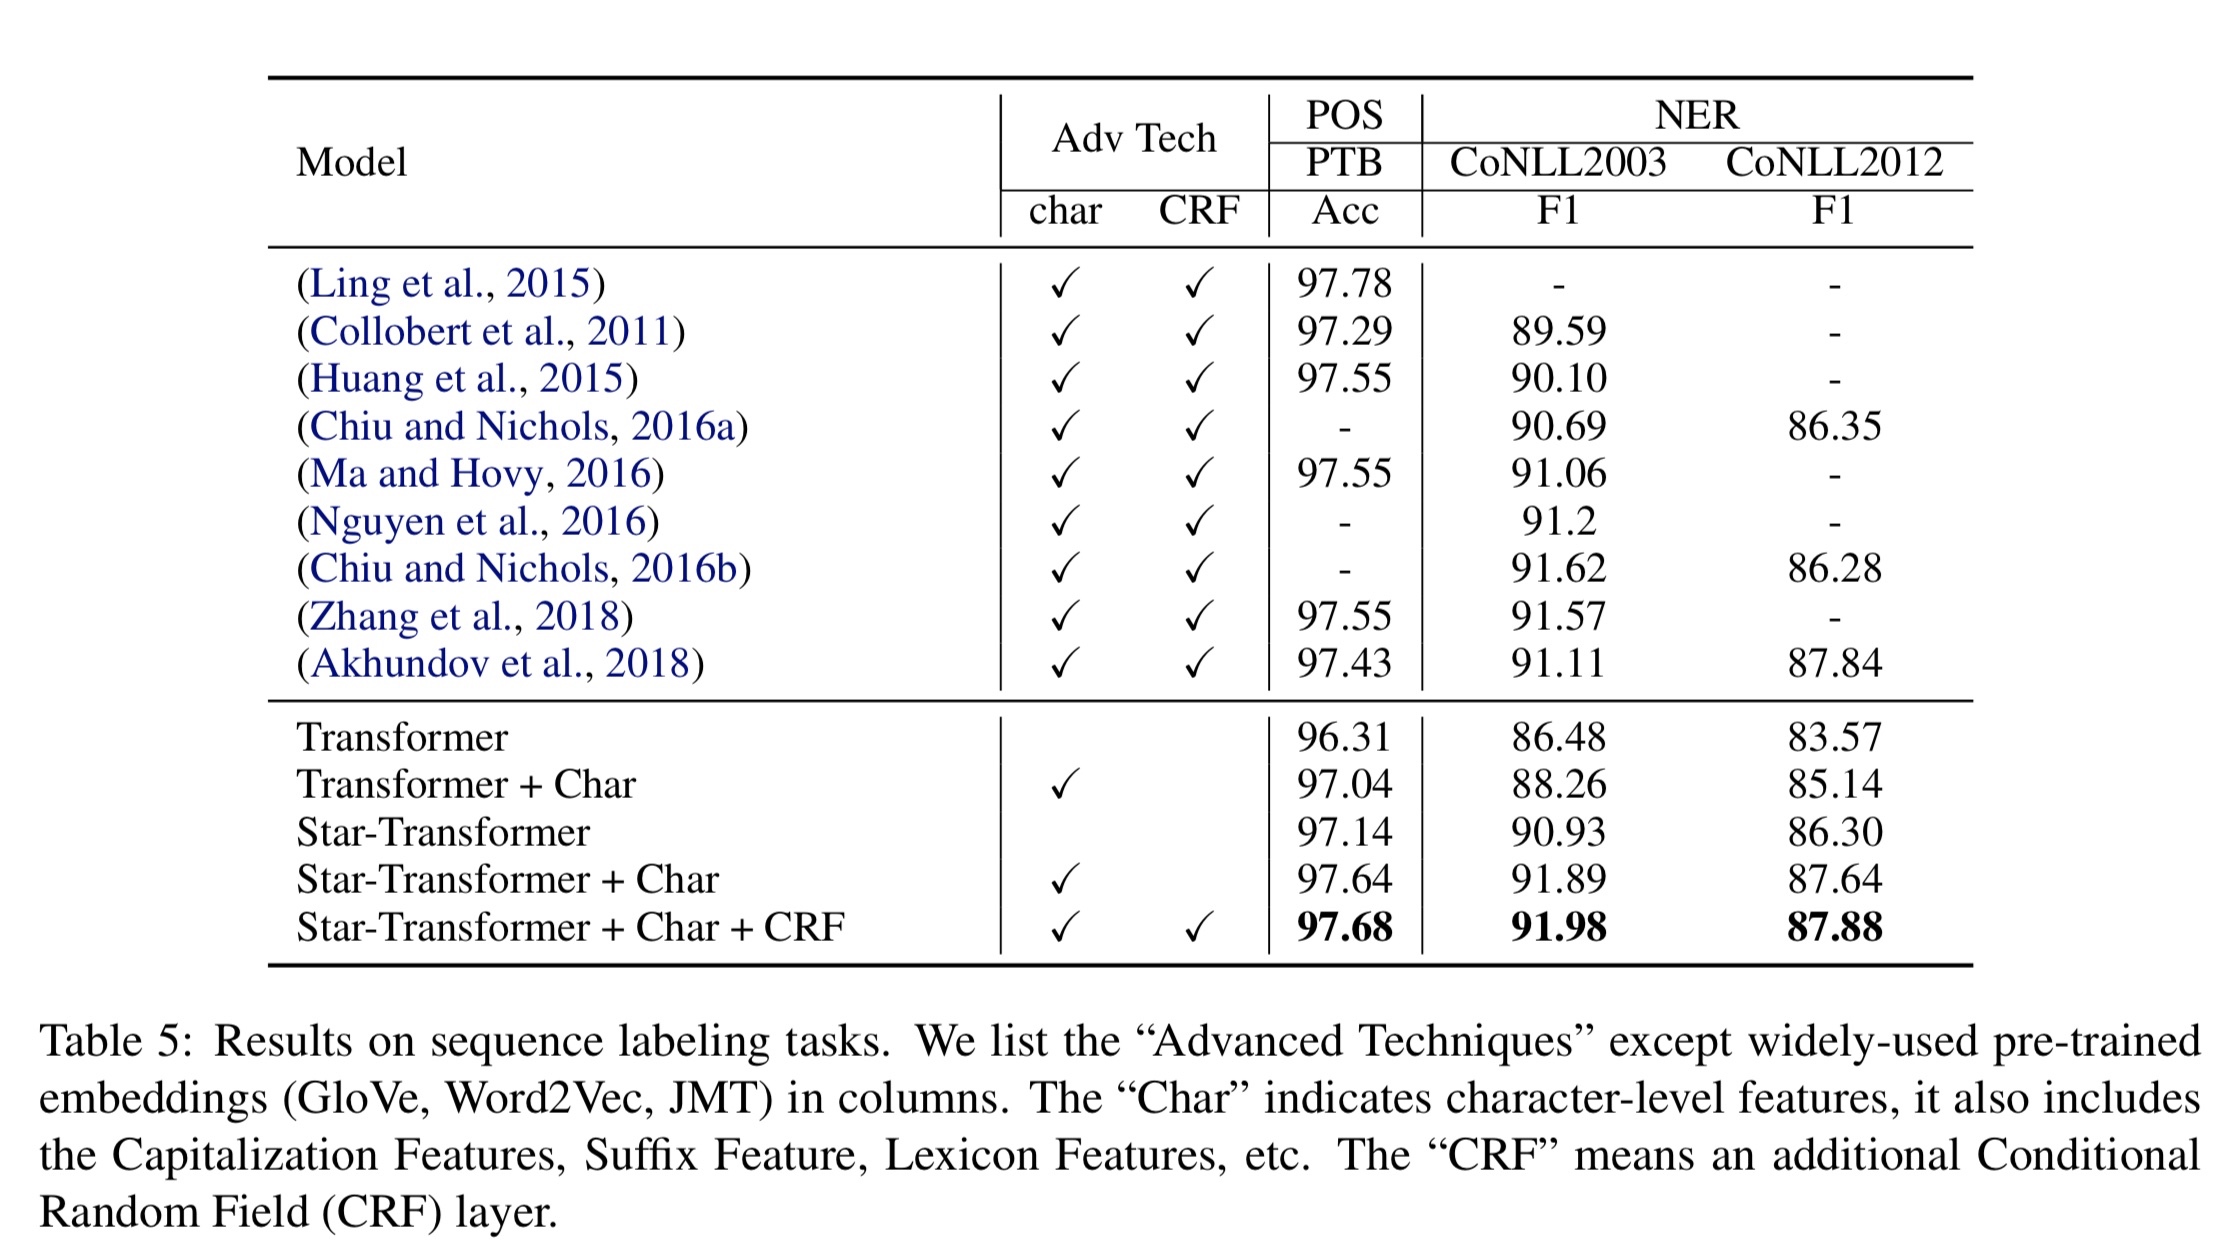 Model Adv Tech POS NER
PTB CoNLL2003 CoNLL2012
char CRF Acc F1 F1
(Ling et al., 2015) ✓ ✓ 97.78 - -
(Collobert et al., 2011) ✓ ✓ 97.29 89.59 -
(Huang et al., 2015) ✓ ✓ 97.55 90.10 -
(Chiu and Nichols, 2016a) ✓ ✓ - 90.69 86.35
(Ma and Hovy, 2016) ✓ ✓ 97.55 91.06 -
(Nguyen et al., 2016) ✓ ✓ - 91.2 -
(Chiu and Nichols, 2016b) ✓ ✓ - 91.62 86.28
(Zhang et al., 2018) ✓ ✓ 97.55 91.57 -
(Akhundov et al., 2018) ✓ ✓ 97.43 91.11 87.84
Transformer 96.31 86.48 83.57
Transformer + Char ✓ 97.04 88.26 85.14
Star-Transformer 97.14 90.93 86.30
Star-Transformer + Char ✓ 97.64 91.89 87.64
Star-Transformer + Char + CRF ✓ ✓ 97.68 91.98 87.88
Table 5: Results on sequence labeling tasks. We list the “Advanced Techniques” except widely-used pre-trained
embeddings (GloVe, Word2Vec, JMT) in columns. The “Char” indicates character-level features, it also includes
the Capitalization Features, Suffix Feature, Lexicon Features, etc. The “CRF” means an additional Conditional
Random Field (CRF) layer.